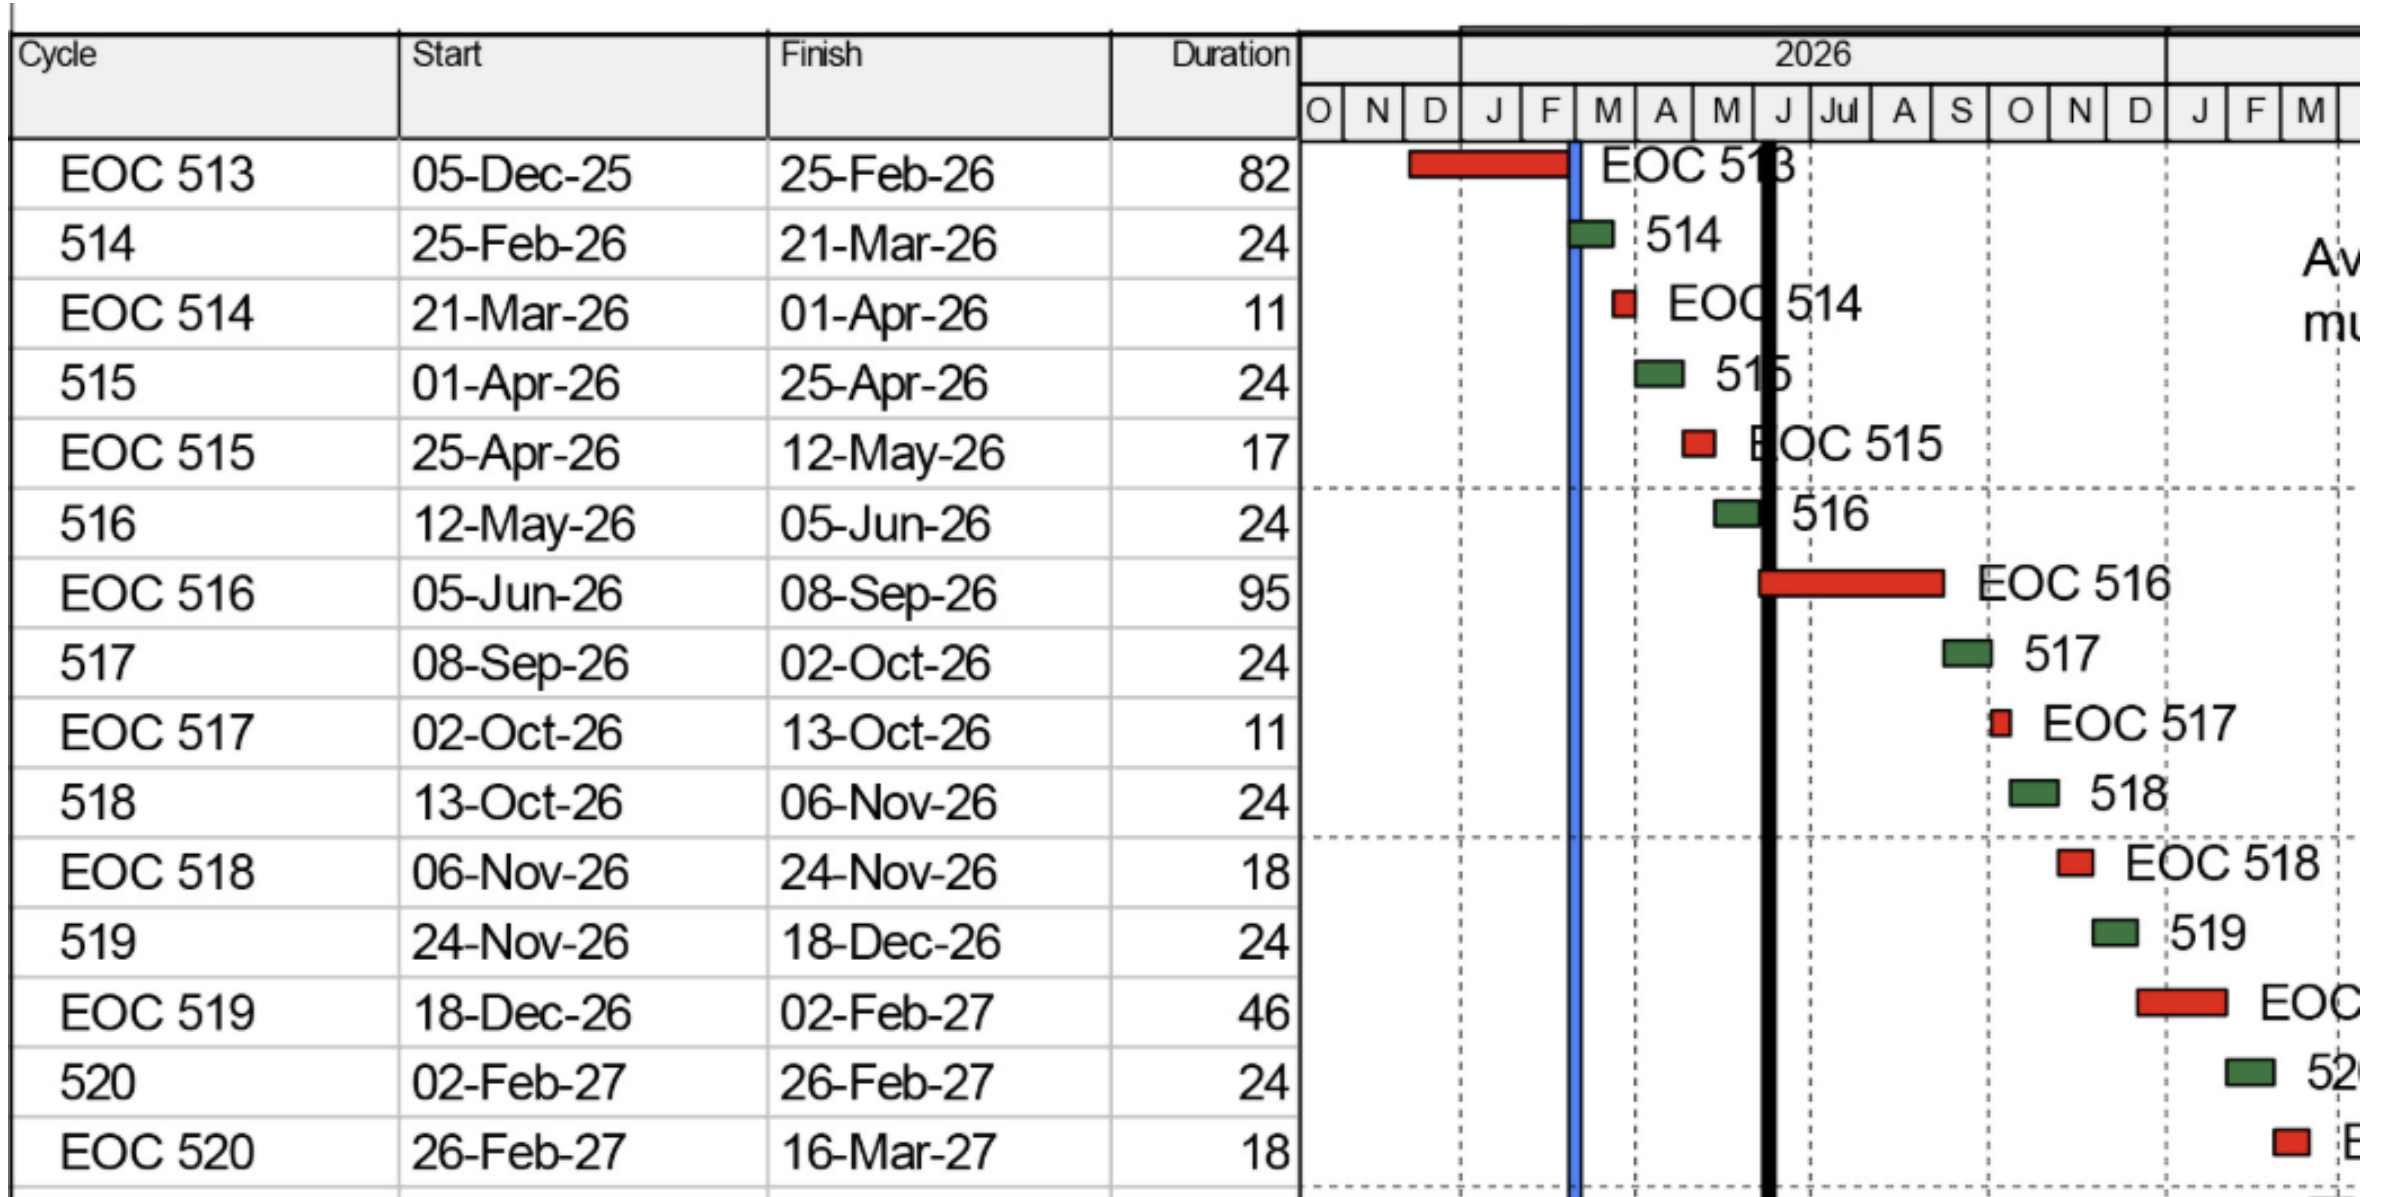 Cycle Start Finish Duration 2026
O N D J F M A M J Jul A S O N D J F M
EOC 513 05-Dec-25 25-Feb-26 82 EOC 513
514 25-Feb-26 21-Mar-26 24 514
Av
EOC 514 21-Mar-26 01-Apr-26 11 EOC 514
mu
515 01-Apr-26 25-Apr-26 24 515
EOC 515 25-Apr-26 12-May-26 17 EOC 515
516 12-May-26 05-Jun-26 24 516
EOC 516 05-Jun-26 08-Sep-26 95 EOC 516
517 08-Sep-26 02-Oct-26 24 517
EOC 517 02-Oct-26 13-Oct-26 11 EOC 517
518 13-Oct-26 06-Nov-26 24 518
EOC 518 06-Nov-26 24-Nov-26 18 EOC 518
519 24-Nov-26 18-Dec-26 24 519
EOC 519 18-Dec-26 02-Feb-27 46 EOC
520 02-Feb-27 26-Feb-27 24 52
EOC 520 26-Feb-27 16-Mar-27 18 E